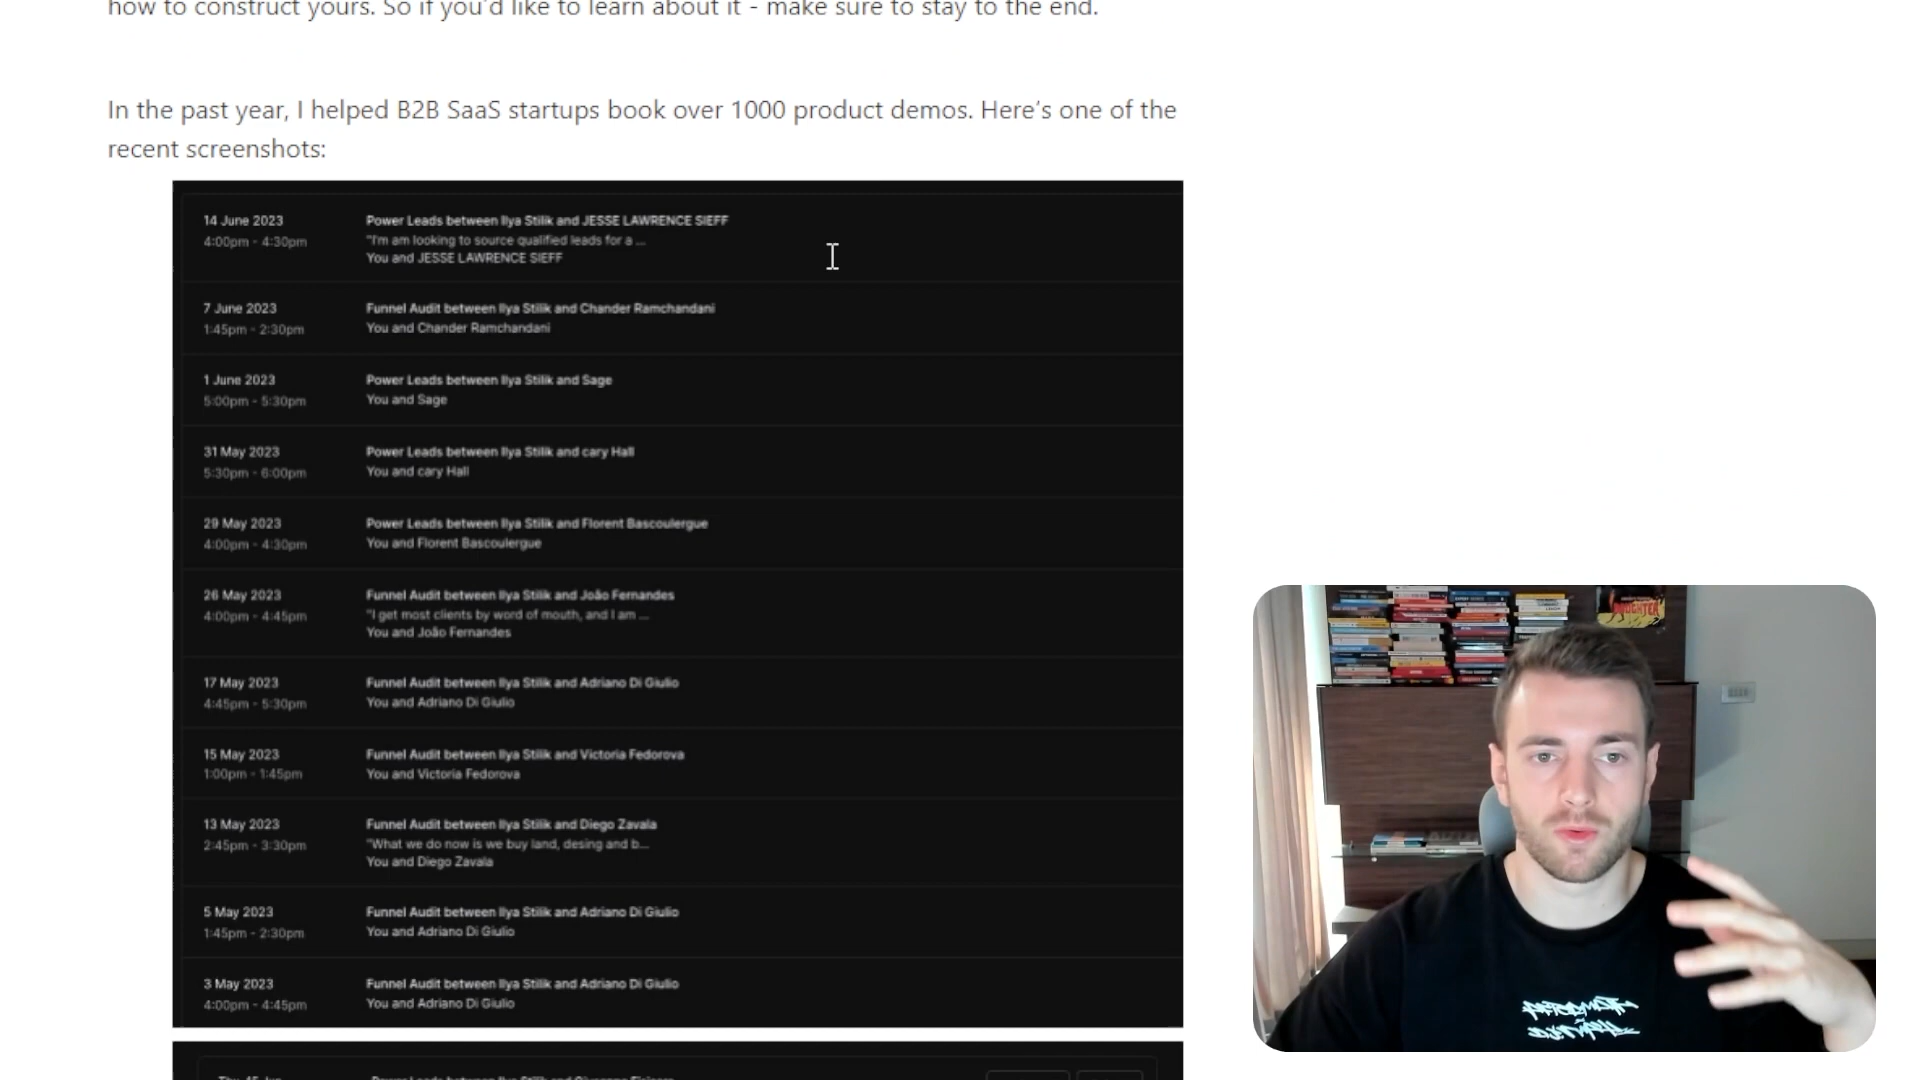 how to construct yours. So if you'd like to learn about it - make sure to stay to the end.
In the past year, I helped B2B SaaS startups book over 1000 product demos. Here's one of the
recent screenshots:
14 June 2023
4:00pm - 4:30pm
Power Leads between Ilya Stilik and JESSE LAWRENCE SIEFF
"I'm am looking to source qualified leads for a ...
You and JESSE LAWRENCE SIEFF
7 June 2023
1:45pm - 2:30pm
Funnel Audit between Ilya Stilik and Chander Ramchandani
You and Chander Ramchandani
1 June 2023
5:00pm - 5:30pm
Power Leads between Ilya Stilik and Sage
You and Sage
31 May 2023
5:30pm - 6:00pm
Power Leads between Ilya Stilik and cary Hall
You and cary Hall
29 May 2023
4:00pm - 4:30pm
Power Leads between Ilya Stilik and Florent Bascoulergue
You and Florent Bascoulergue
26 May 2023
4:00pm - 4:45pm
Funnel Audit between Ilya Stilik and João Fernandes
"I get most clients by word of mouth, and I am ...
You and João Fernandes
17 May 2023
4:45pm - 5:30pm
Funnel Audit between Ilya Stilik and Adriano Di Giulio
You and Adriano Di Giulio
15 May 2023
1:00pm - 1:45pm
Funnel Audit between Ilya Stilik and Victoria Fedorova
You and Victoria Fedorova
13 May 2023
2:45pm - 3:30pm
Funnel Audit between Ilya Stilik and Diego Zavala
"What we do now is we buy land, desing and b...
You and Diego Zavala
5 May 2023
1:45pm - 2:30pm
Funnel Audit between Ilya Stilik and Adriano Di Giulio
You and Adriano Di Giulio
3 May 2023
4:00pm - 4:45pm
Funnel Audit between Ilya Stilik and Adriano Di Giulio
You and Adriano Di Giulio
Power Leads between Ilya Stilik and